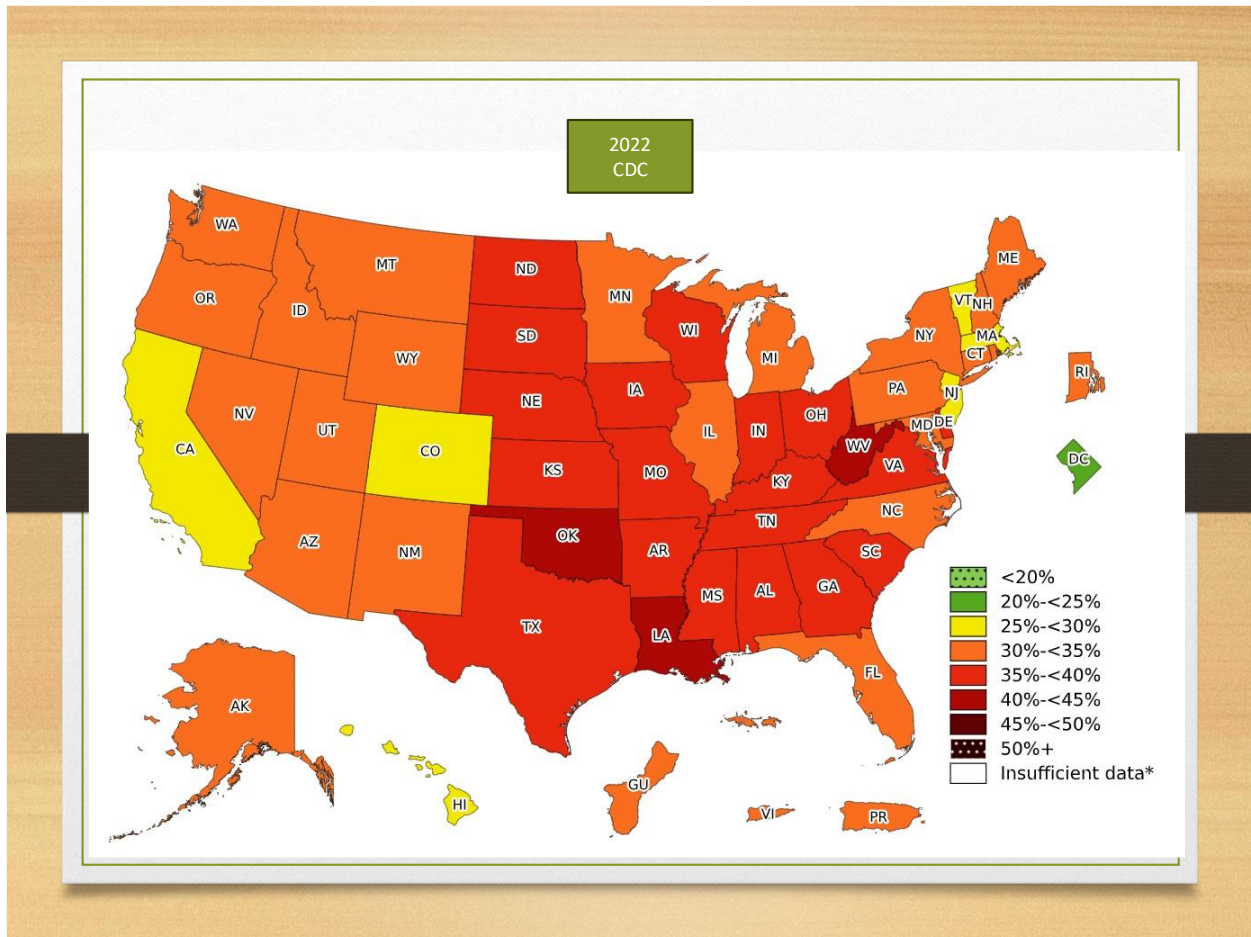 2022
CDC
WA
MT
ND
MN
ME
OR
ID
SD
WI
VT
NH
WY
MI
NY
MA
CT
IA
NE
PA
NJ
RI
NV
UT
CO
IL
IN
OH
MD
DE
CA
KS
MO
WV
VA
DC
KY
AZ
NM
OK
TN
NC
AR
SC
MS
AL
GA
TX
LA
FL
AK
HI
GU
VI
PR
<20%
20%-<25%
25%-<30%
30%-<35%
35%-<40%
40%-<45%
45%-<50%
50%+
Insufficient data*